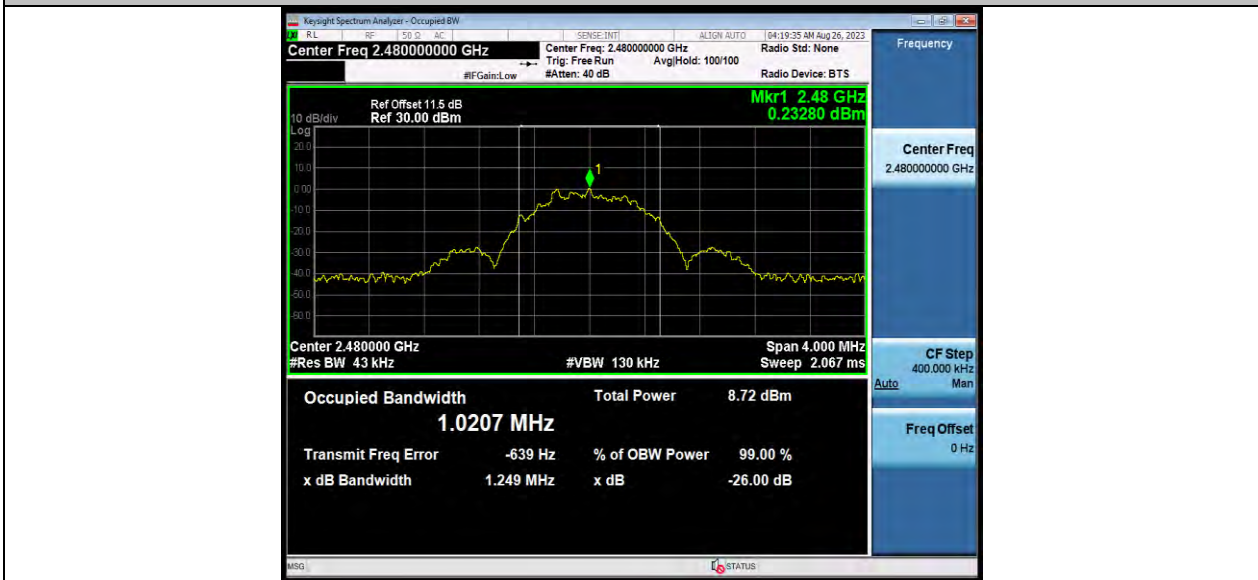 Keysight Spectrum Analyzer - Occupied BW
LXI RL RF 50 Ω AC SENSE:INT ALIGN AUTO 04:19:35 AM Aug 26, 2023
Center Freq 2.480000000 GHz
Center Freq: 2.480000000 GHz Radio Std: None
Trig: Free Run Avg|Hold: 100/100
#IFGain:Low #Atten: 40 dB Radio Device: BTS
Mkr1 2.48 GHz
0.23280 dBm
Ref Offset 11.5 dB
10 dB/div Ref 30.00 dBm
Log
20.0
10.0
1
0.00
-10.0
-20.0
-30.0
-40.0
-50.0
-60.0
Center 2.480000 GHz Span 4.000 MHz
#Res BW 43 kHz #VBW 130 kHz Sweep 2.067 ms
Occupied Bandwidth Total Power 8.72 dBm
1.0207 MHz
Transmit Freq Error -639 Hz % of OBW Power 99.00 %
x dB Bandwidth 1.249 MHz x dB -26.00 dB
Frequency
Center Freq
2.480000000 GHz
CF Step
400.000 kHz
Auto Man
Freq Offset
0 Hz
MSG STATUS